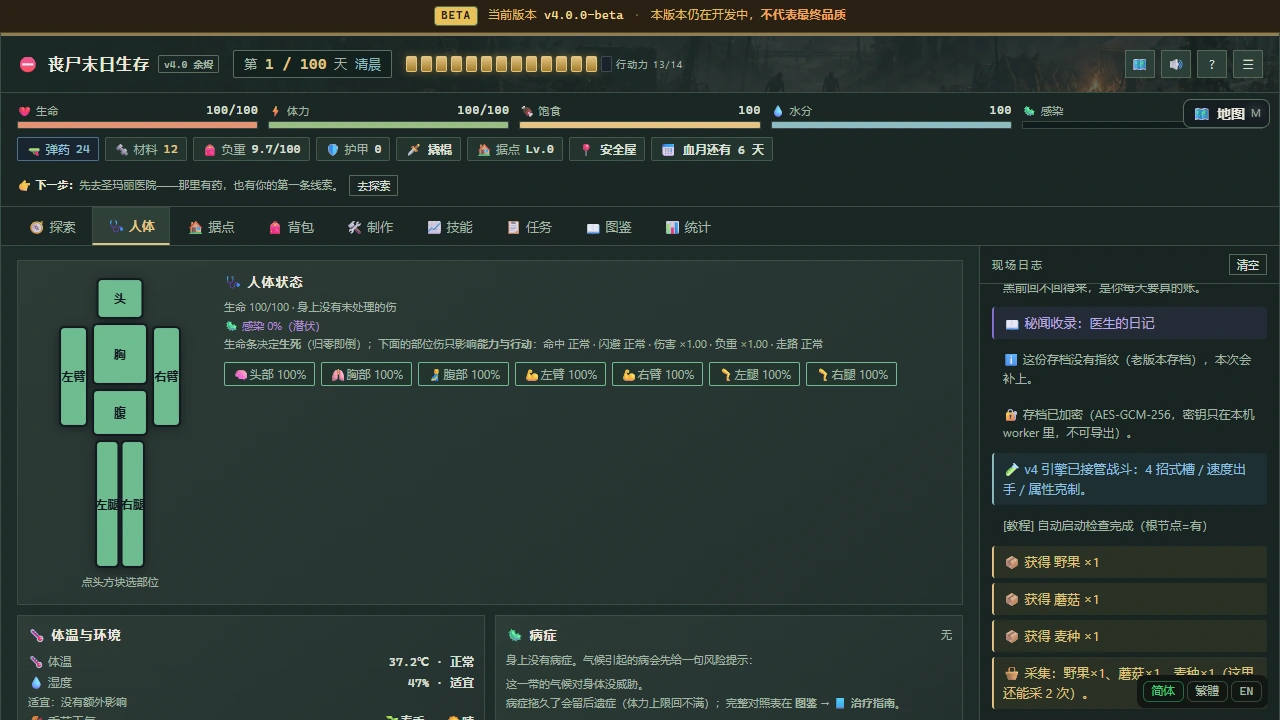 BETA 当前版本 v4.0.0-beta · 本版本仍在开发中,不代表最终品质
丧尸末日生存 v4.0 余烬 第 1 / 100 天 清晨 行动力 13/14 ?
生命 100/100 体力 100/100 饱食 100 水分 100 感染
地图 M
弹药 24 材料 12 负重 9.7/100 护甲 0 撬棍 据点 Lv.0 安全屋 血月还有 6 天
下一步:先去圣玛丽医院——那里有药,也有你的第一条线索。 去探索
探索 人体 据点 背包 制作 技能 任务 图鉴 统计
头
胸
左臂 右臂
腹
左腿 右腿
点头方块选部位
人体状态
生命 100/100 · 身上没有未处理的伤
感染 0%(潜伏)
生命条决定生死(归零即倒);下面的部位伤只影响能力与行动:命中 正常 · 闪避 正常 · 伤害 ×1.00 · 负重 ×1.00 · 走路 正常
头部 100% 胸部 100% 腹部 100% 左臂 100% 右臂 100% 左腿 100% 右腿 100%
体温与环境
体温 37.2℃ · 正常
湿度 47% · 适宜
适宜:没有额外影响
病症 无
身上没有病症。气候引起的病会先给一句风险提示:
这一带的气候对身体没威胁。
病症拖久了会留后遗症(体力上限回不满);完整对照表在 图鉴 → 治疗指南。
现场日志 清空
黑前回不回得来,是你每天要算的账。
秘闻收录:医生的日记
这份存档没有指纹(老版本存档),本次会
补上。
存档已加密(AES-GCM-256,密钥只在本机
worker 里,不可导出)。
v4 引擎已接管战斗:4 招式槽 / 速度出
手 / 属性克制。
[教程] 自动启动检查完成(根节点=有)
获得 野果 ×1
获得 蘑菇 ×1
获得 麦种 ×1
采集:野果×1、蘑菇×1、麦种×1(这里
还能采 2 次)。
简体 繁體 EN